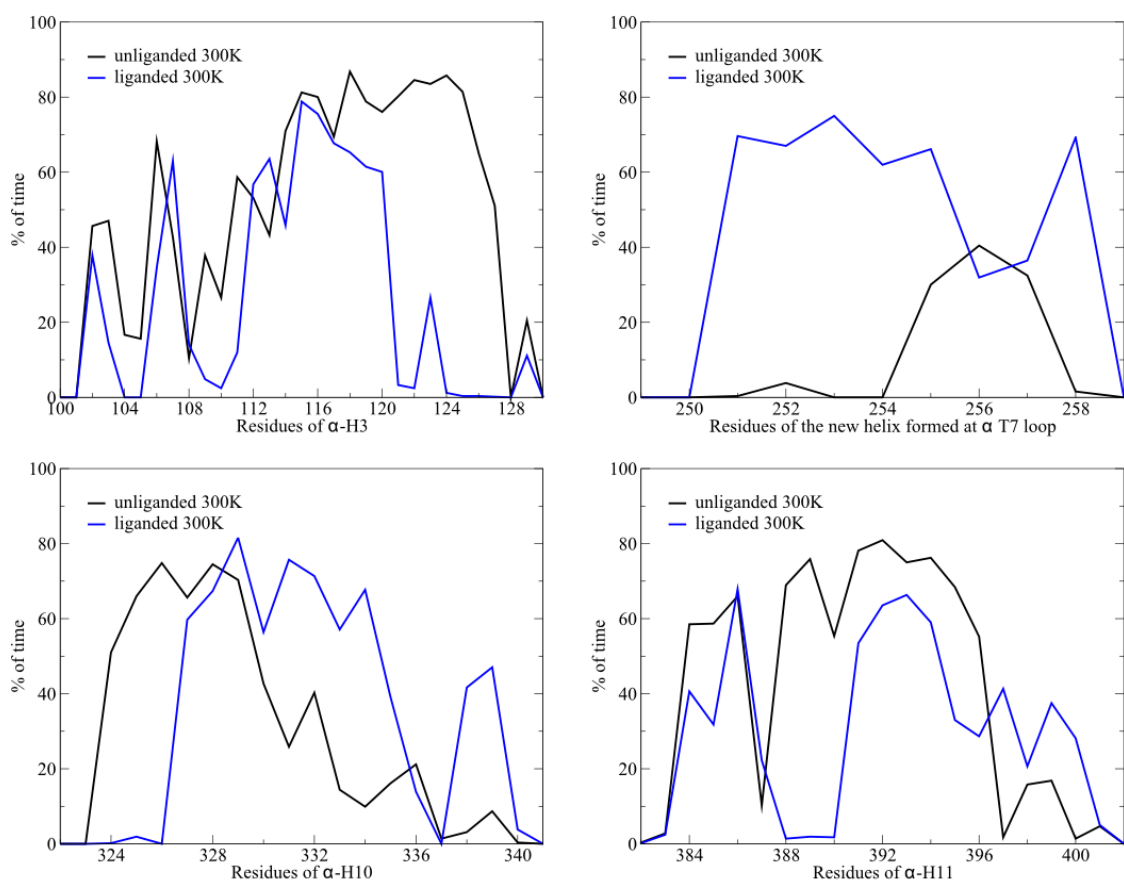 100
80
60
40
20
0
% of time
unliganded 300K
liganded 300K
100 104 108 112 116 120 124 128
Residues of α-H3
100
80
60
40
20
0
% of time
unliganded 300K
liganded 300K
250 252 254 256 258
Residues of the new helix formed at α T7 loop
100
80
60
40
20
0
% of time
unliganded 300K
liganded 300K
324 328 332 336 340
Residues of α-H10
100
80
60
40
20
0
% of time
unliganded 300K
liganded 300K
384 388 392 396 400
Residues of α-H11